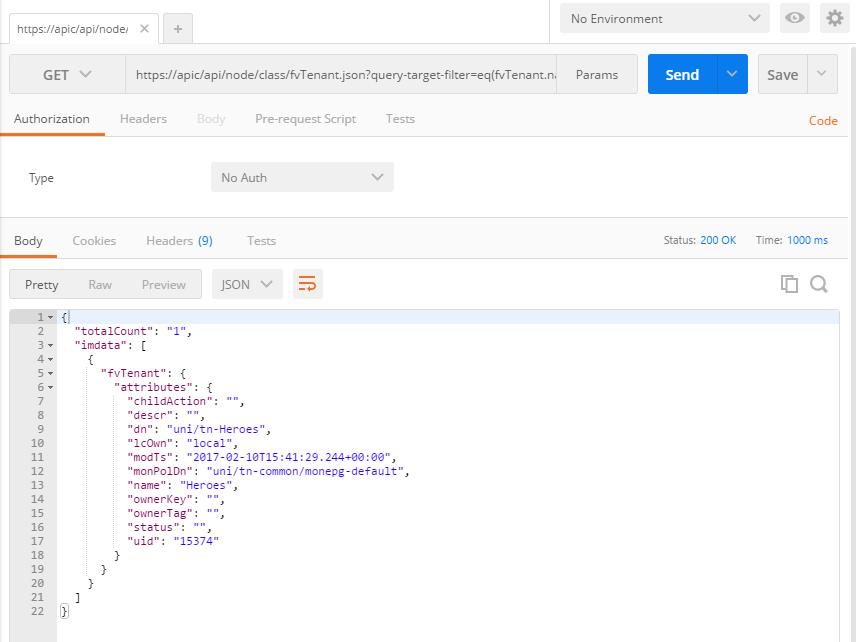 https://apic/api/node/ × +
No Environment
GET https://apic/api/node/class/fvTenant.json?query-target-filter=eq(fvTenant.na Params Send Save
Authorization Headers Body Pre-request Script Tests Code
Type No Auth
Body Cookies Headers (9) Tests Status: 200 OK Time: 1000 ms
Pretty Raw Preview JSON
1 {
2 "totalCount": "1",
3 "imdata": [
4 {
5 "fvTenant": {
6 "attributes": {
7 "childAction": "",
8 "descr": "",
9 "dn": "uni/tn-Heroes",
10 "lcOwn": "local",
11 "modTs": "2017-02-10T15:41:29.244+00:00",
12 "monPolDn": "uni/tn-common/monepg-default",
13 "name": "Heroes",
14 "ownerKey": "",
15 "ownerTag": "",
16 "status": "",
17 "uid": "15374"
18 }
19 }
20 }
21 ]
22 }